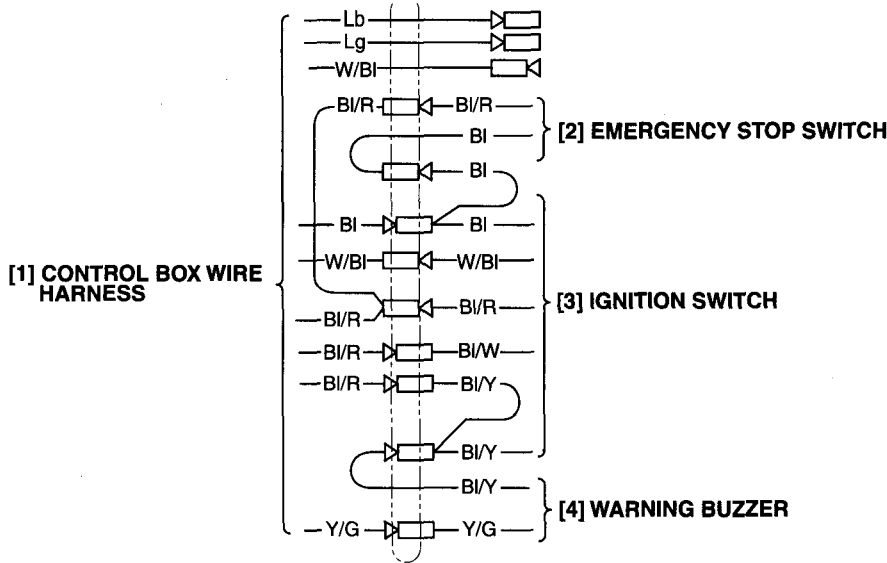 Lb
Lg
W/Bl
Bl/R Bl/R
Bl
[2] EMERGENCY STOP SWITCH
Bl
Bl Bl
W/Bl W/Bl
[1] CONTROL BOX WIRE
HARNESS
Bl/R
[3] IGNITION SWITCH
Bl/R
Bl/R Bl/W
Bl/R Bl/Y
Bl/Y
Bl/Y
[4] WARNING BUZZER
Y/G Y/G